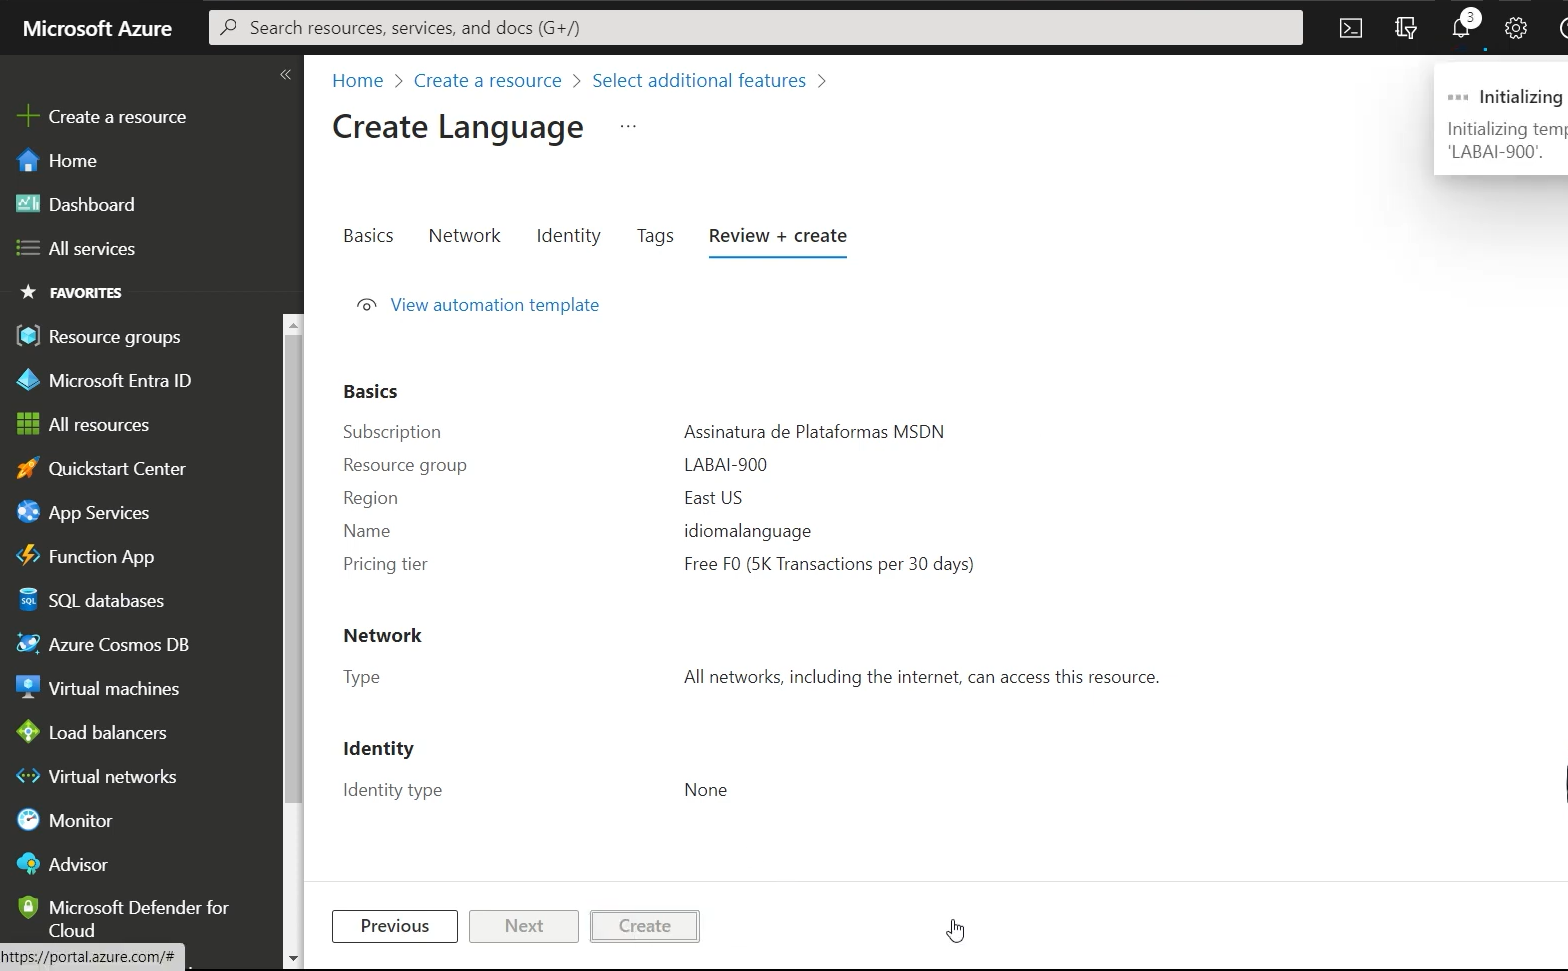 Microsoft Azure
Search resources, services, and docs (G+/)
3
Create a resource
Home
Dashboard
All services
FAVORITES
Resource groups
Microsoft Entra ID
All resources
Quickstart Center
App Services
Function App
SQL
SQL databases
Azure Cosmos DB
Virtual machines
Load balancers
Virtual networks
Monitor
Advisor
Microsoft Defender for
Cloud
https://portal.azure.com/#
Home > Create a resource > Select additional features >
Create Language ...
Initializing
Initializing temp
'LABAI-900'.
Basics Network Identity Tags Review + create
View automation template
Basics
Subscription Assinatura de Plataformas MSDN
Resource group LABAI-900
Region East US
Name idiomalanguage
Pricing tier Free F0 (5K Transactions per 30 days)
Network
Type All networks, including the internet, can access this resource.
Identity
Identity type None
Previous Next Create